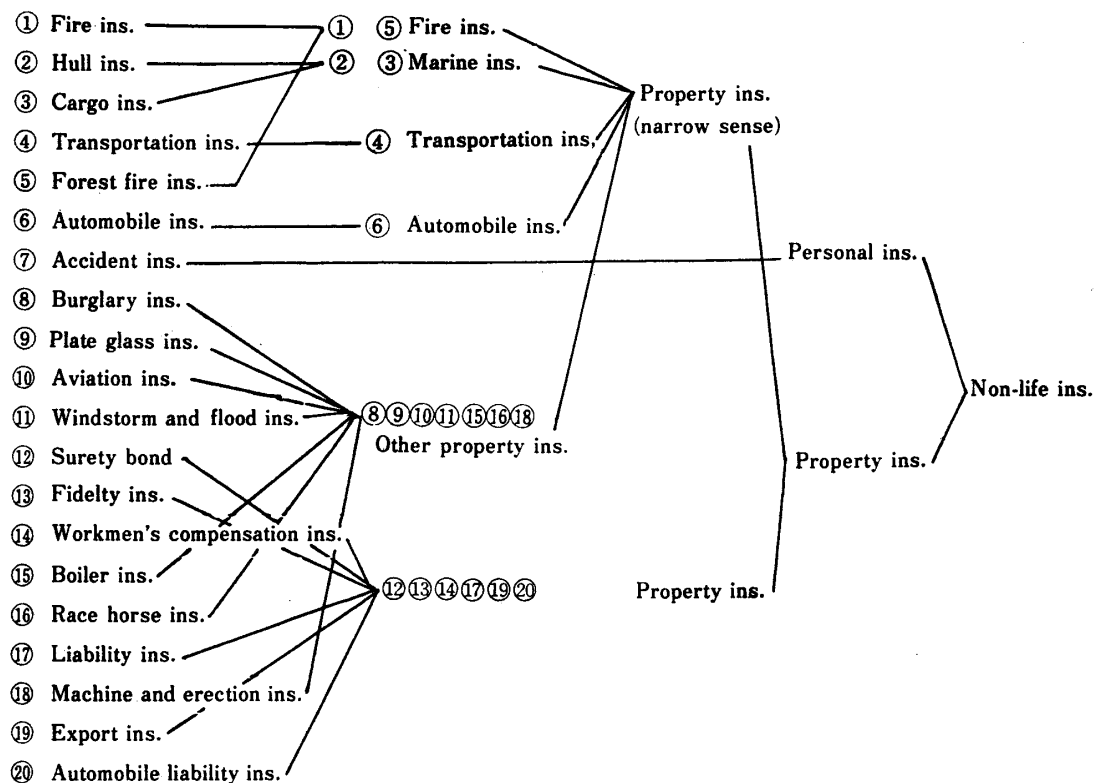 ① Fire ins. ① ⑤ Fire ins.
② Hull ins. ② ③ Marine ins.
③ Cargo ins. Property ins.
(narrow sense)
④ Transportation ins. ④ Transportation ins,
⑤ Forest fire ins.
⑥ Automobile ins. ⑥ Automobile ins.
⑦ Accident ins. Personal ins.
⑧ Burglary ins.
⑨ Plate glass ins.
⑩ Aviation ins. Non-life ins.
⑪ Windstorm and flood ins. ⑧⑨⑩⑪⑮⑯⑱
Other property ins.
⑫ Surety bond Property ins.
⑬ Fidelty ins.
⑭ Workmen's compensation ins.
⑮ Boiler ins. ⑫⑬⑭⑰⑲⑳ Property ins.
⑯ Race horse ins.
⑰ Liability ins.
⑱ Machine and erection ins.
⑲ Export ins.
⑳ Automobile liability ins.